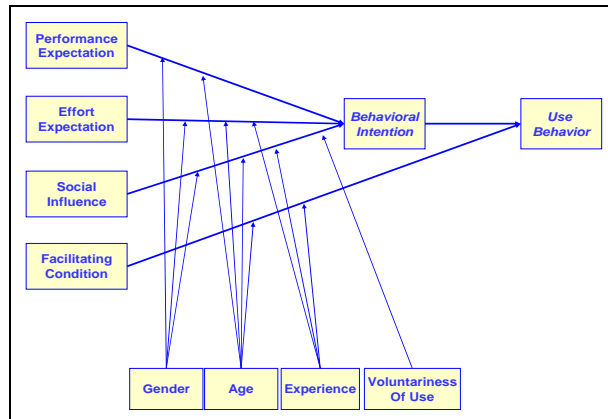 Performance
Expectation
Effort
Expectation
Behavioral
Intention
Use
Behavior
Social
Influence
Facilitating
Condition
Gender
Age
Experience
Voluntariness
Of Use